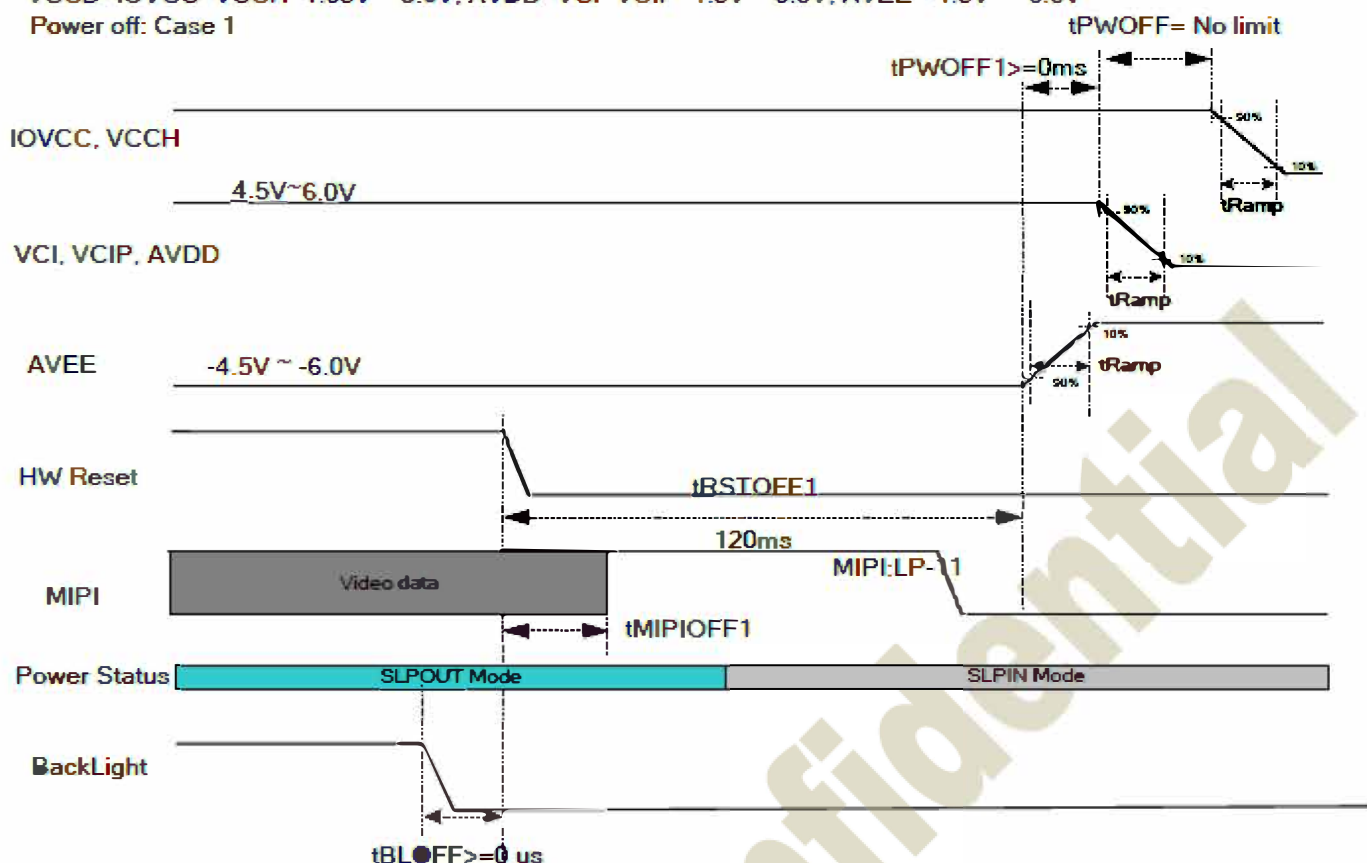 Power off: Case 1
tPWOFF= No limit
tPWOFF1>=0ms
IOVCC, VCCH
90%
10%
tRamp
4.5V~6.0V
VCI, VCIP, AVDD
90%
10%
tRamp
AVEE
-4.5V ~ -6.0V
10%
tRamp
90%
HW Reset
tRSTOFF1
120ms
MIPI
Video data
MIPI:LP-11
tMIPIOFF1
Power Status
SLPOUT Mode
SLPIN Mode
BackLight
tBLOFF>=0 us
nfidential